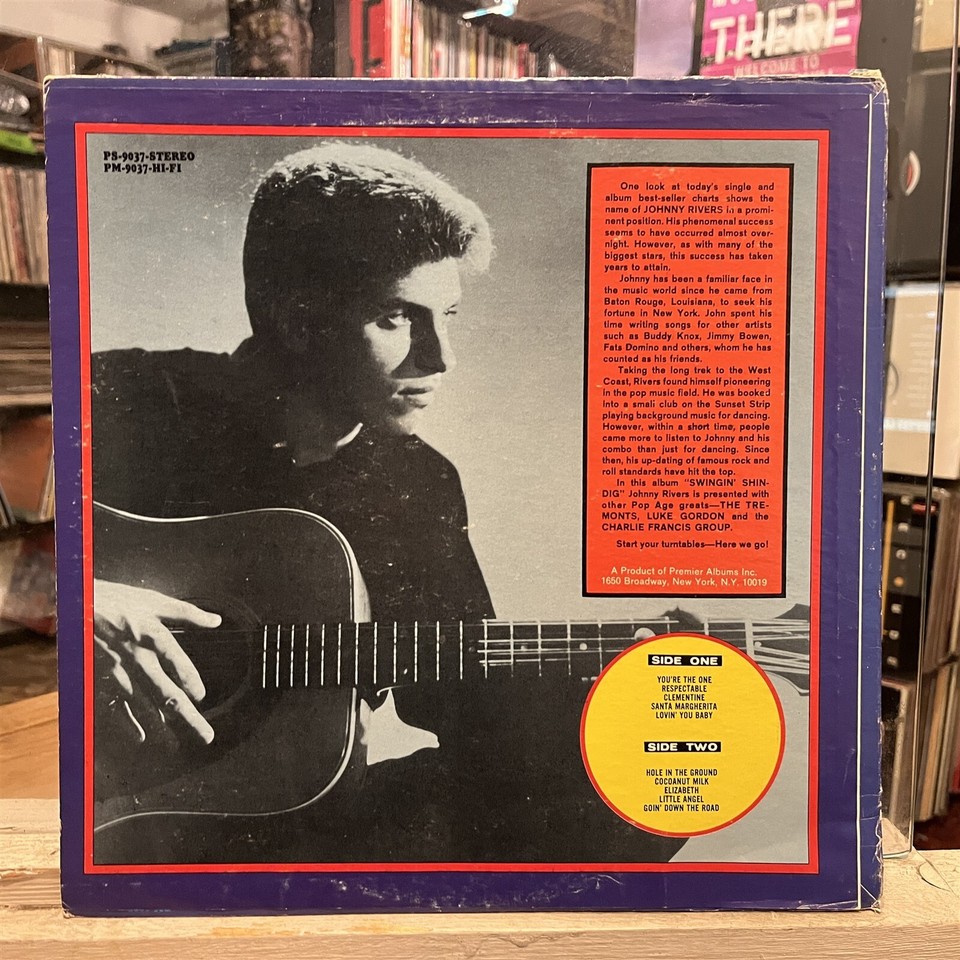 THERE
WELCOME TO
PS-9037-STEREO
PM-9037-HI-FI
One look at today's single and
album best-seller charts shows the
name of JOHNNY RIVERS in a promi-
nent position. His phenomenal success
seems to have occurred almost over-
night. However, as with many of the
biggest stars, this success has taken
years to attain.
Johnny has been a familiar face in
the music world since he came from
Baton Rouge, Louisiana, to seek his
fortune in New York. John spent his
time writing songs for other artists
such as Buddy Knox, Jimmy Bowen,
Fats Domino and others, whom he has
counted as his friends.
Taking the long trek to the West
Coast, Rivers found himself pioneering
in the pop music field. He was booked
into a small club on the Sunset Strip
playing background music for dancing.
However, within a short time, people
came more to listen to Johnny and his
combo than just for dancing. Since
then, his up-dating of famous rock and
roll standards have hit the top.
In this album "SWINGIN' SHIN-
DIG" Johnny Rivers is presented with
other Pop Age greats—THE TRE-
MONTS, LUKE GORDON and the
CHARLIE FRANCIS GROUP.
Start your turntables—Here we go!
A Product of Premier Albums Inc.
1650 Broadway, New York, N.Y. 10019
SIDE ONE
YOU'RE THE ONE
RESPECTABLE
CLEMENTINE
SANTA MARGHERITA
LOVIN' YOU BABY
SIDE TWO
HOLE IN THE GROUND
COCOANUT MILK
ELIZABETH
LITTLE ANGEL
GOIN' DOWN THE ROAD